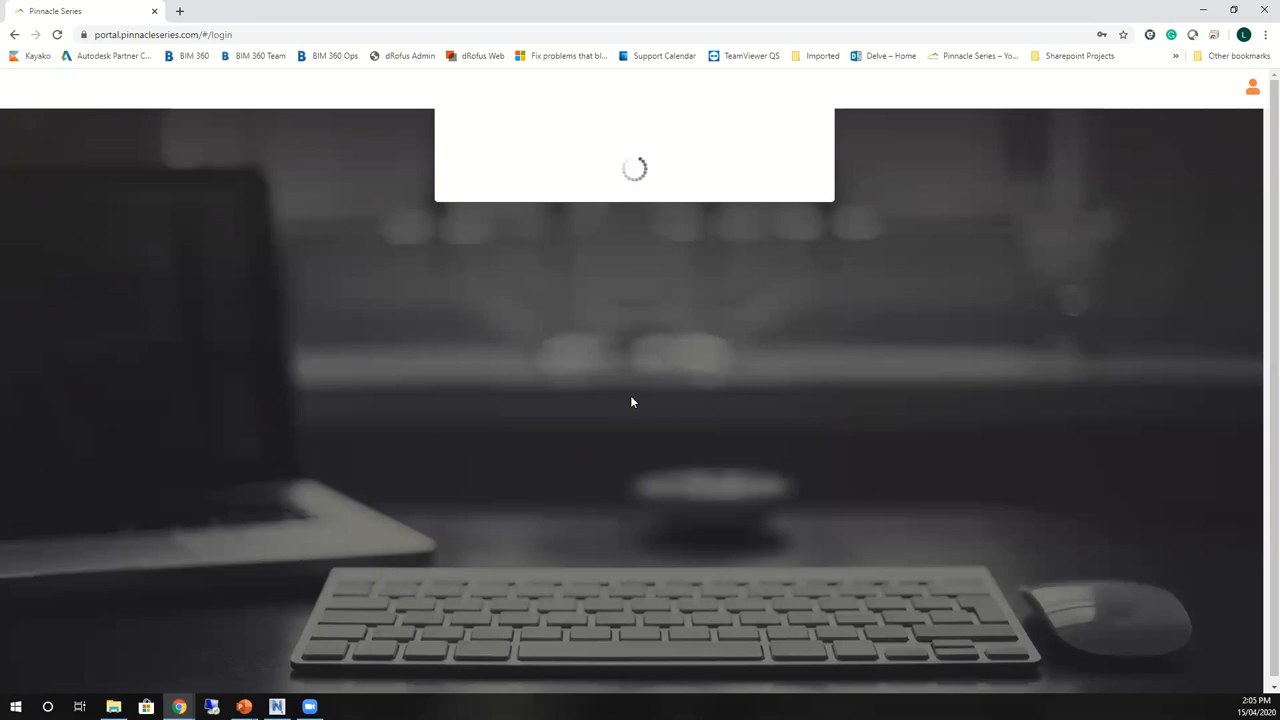 Pinnacle Series
portal.pinnacleseries.com/#/login
L
Kayako
Autodesk Partner C...
BIM 360
BIM 360 Team
BIM 360 Ops
dRofus Admin
dRofus Web
Fix problems that bl...
Support Calendar
TeamViewer QS
Imported
Delve – Home
Pinnacle Series – Yo...
Sharepoint Projects
»
Other bookmarks
2:05 PM
15/04/2020